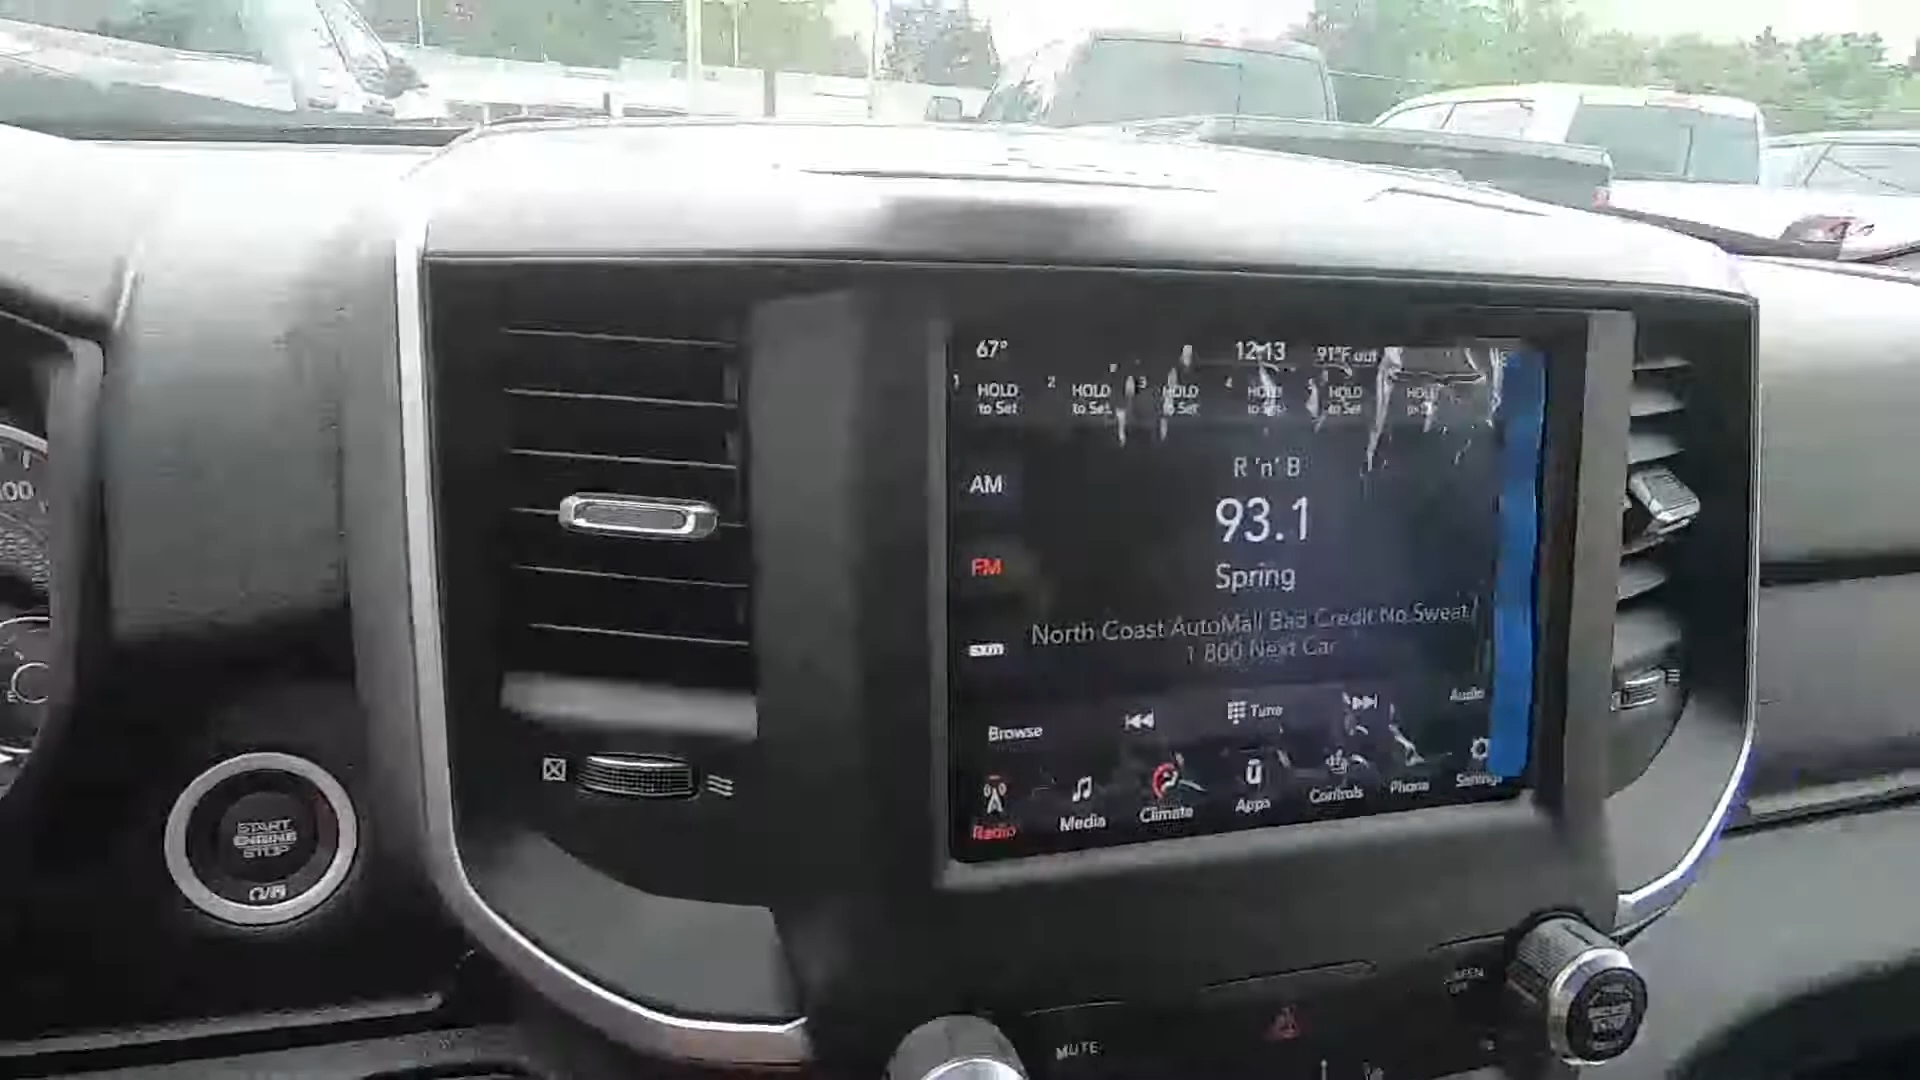 67°
12:13
91°F out
1 HOLD to Set
2 HOLD to Set
3 HOLD to Set
4 HOLD to Set
HOLD to Set
HOLD
AM
FM
SXM
R 'n' B
93.1
Spring
North Coast AutoMall Bad Credit No Sweat
1 800 Next Car
Browse
Tune
Audio
Radio
Media
Climate
Apps
Controls
Phone
Settings
START
ENGINE
STOP
MUTE
E